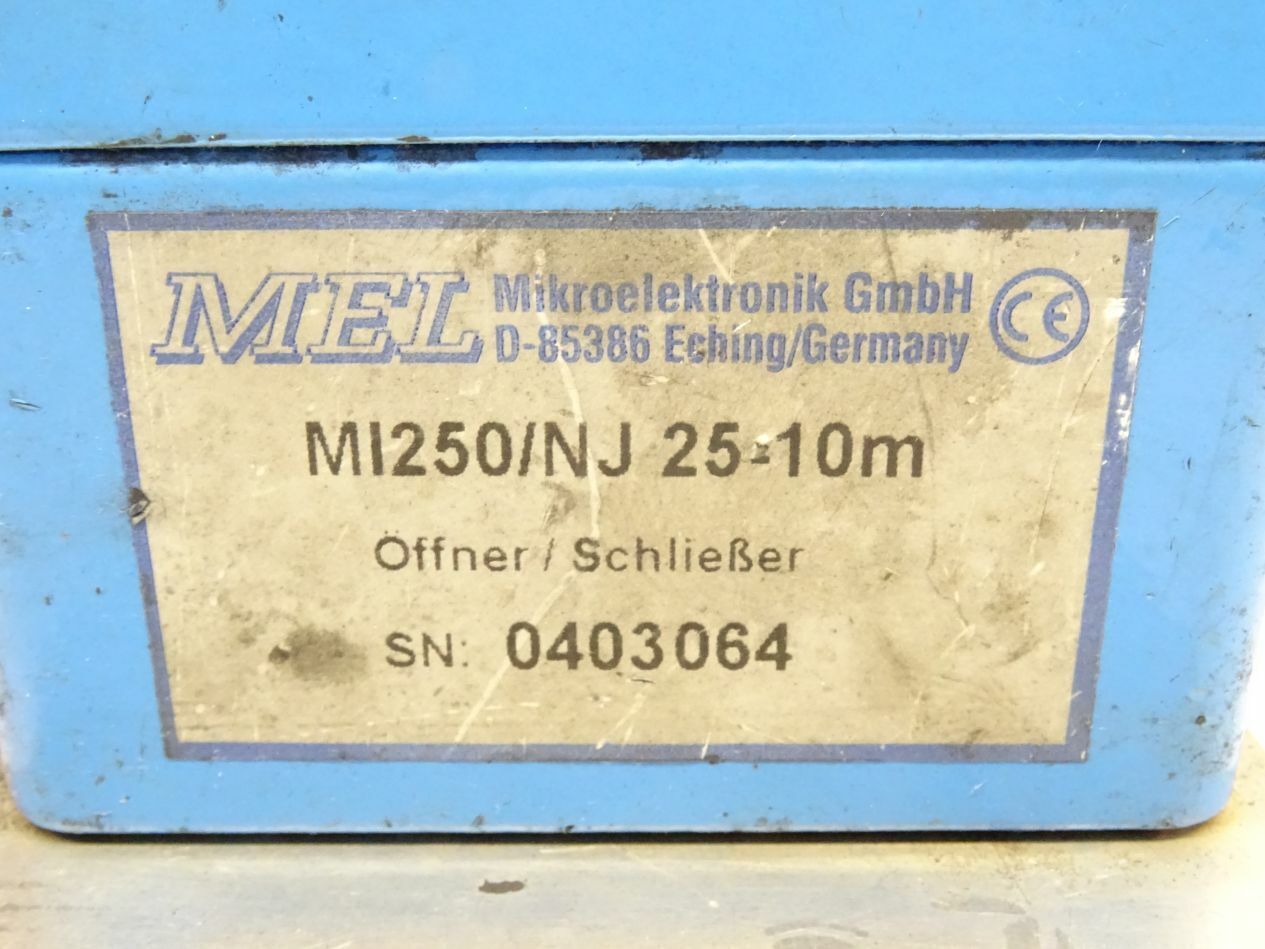 MEL Mikroelektronik GmbH CE
D-85386 Eching/Germany
MI250/NJ 25-10m
Öffner / Schließer
SN: 0403064